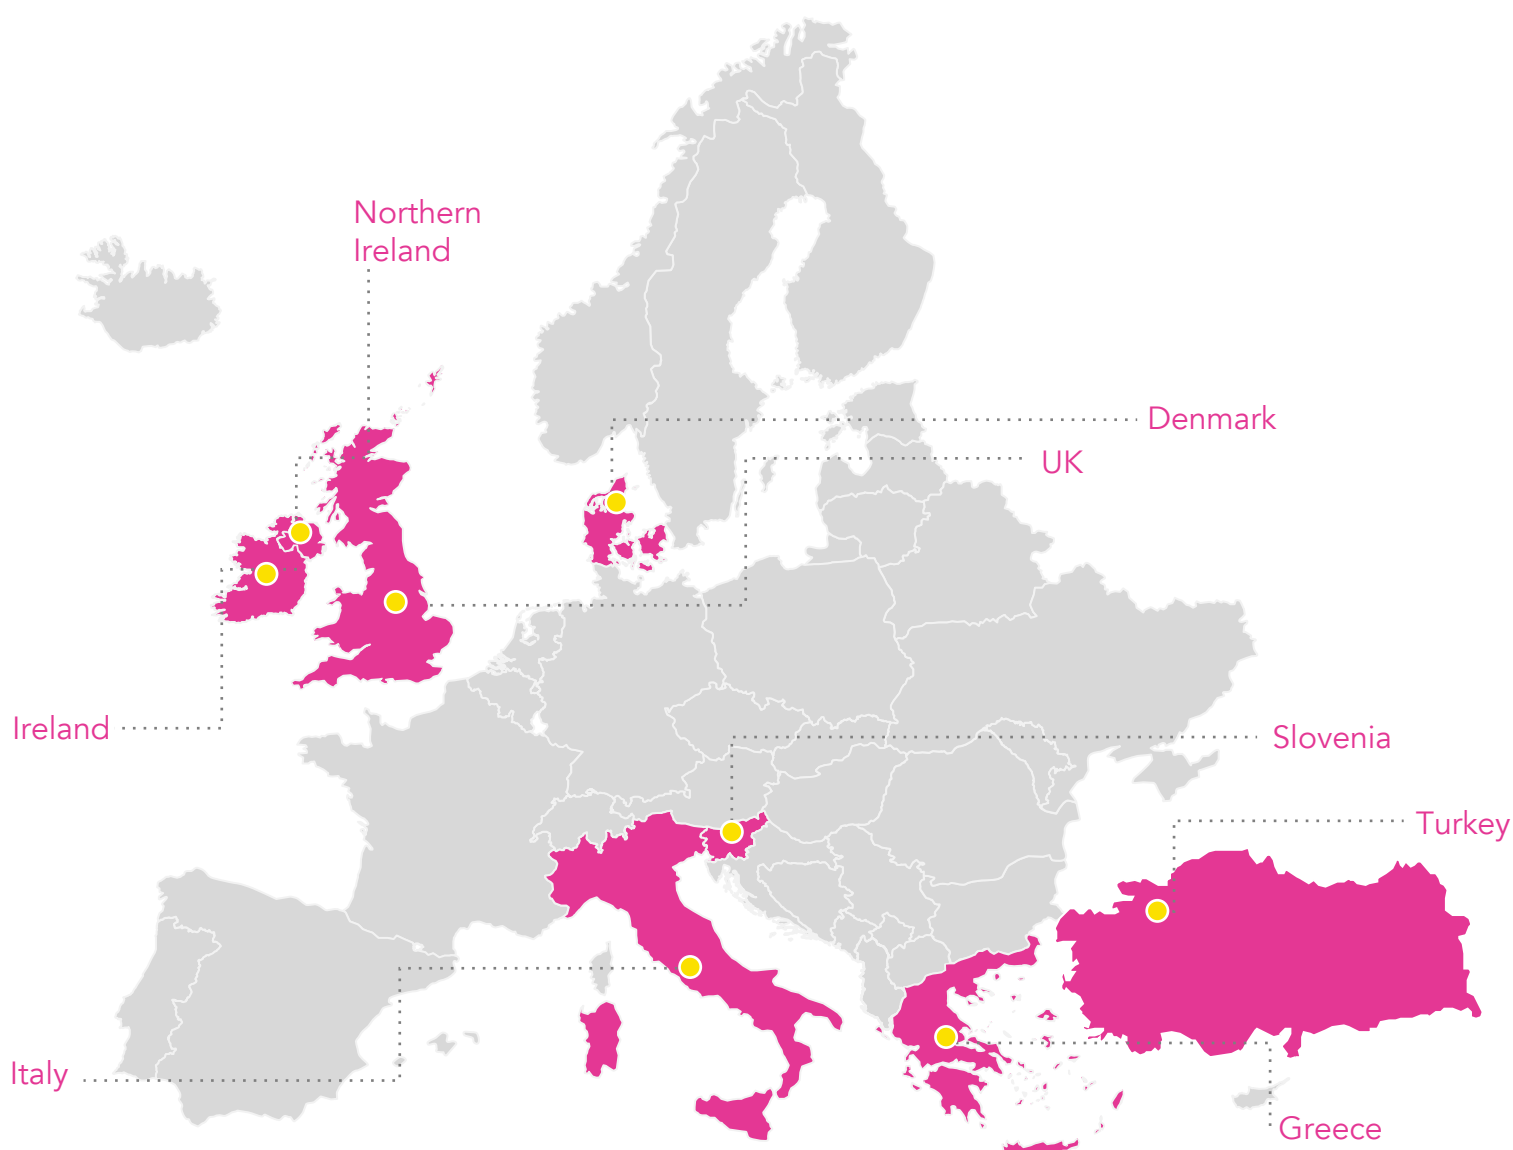 Northern
Ireland
Denmark
UK
Ireland
Slovenia
Turkey
Italy
Greece